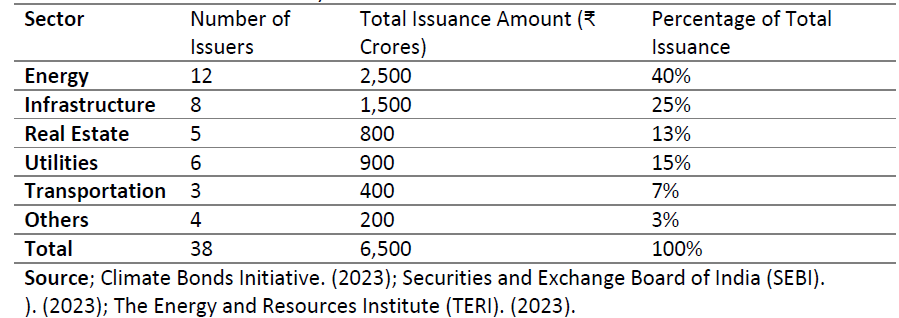 Sector Number of Issuers Total Issuance Amount (₹ Crores) Percentage of Total Issuance
Energy 12 2,500 40%
Infrastructure 8 1,500 25%
Real Estate 5 800 13%
Utilities 6 900 15%
Transportation 3 400 7%
Others 4 200 3%
Total 38 6,500 100%
Source; Climate Bonds Initiative. (2023); Securities and Exchange Board of India (SEBI).
). (2023); The Energy and Resources Institute (TERI). (2023).